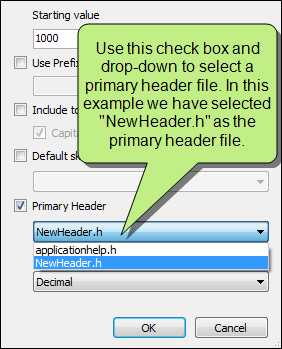 Starting value
1000
Use this check box and
drop-down to select a
primary header file. In this
example we have selected
"NewHeader.h" as the
primary header file.
Use Prefix
Include to
Capit
Default sk
Primary Header
NewHeader.h
applicationhelp.h
NewHeader.h
Decimal
OK
Cancel